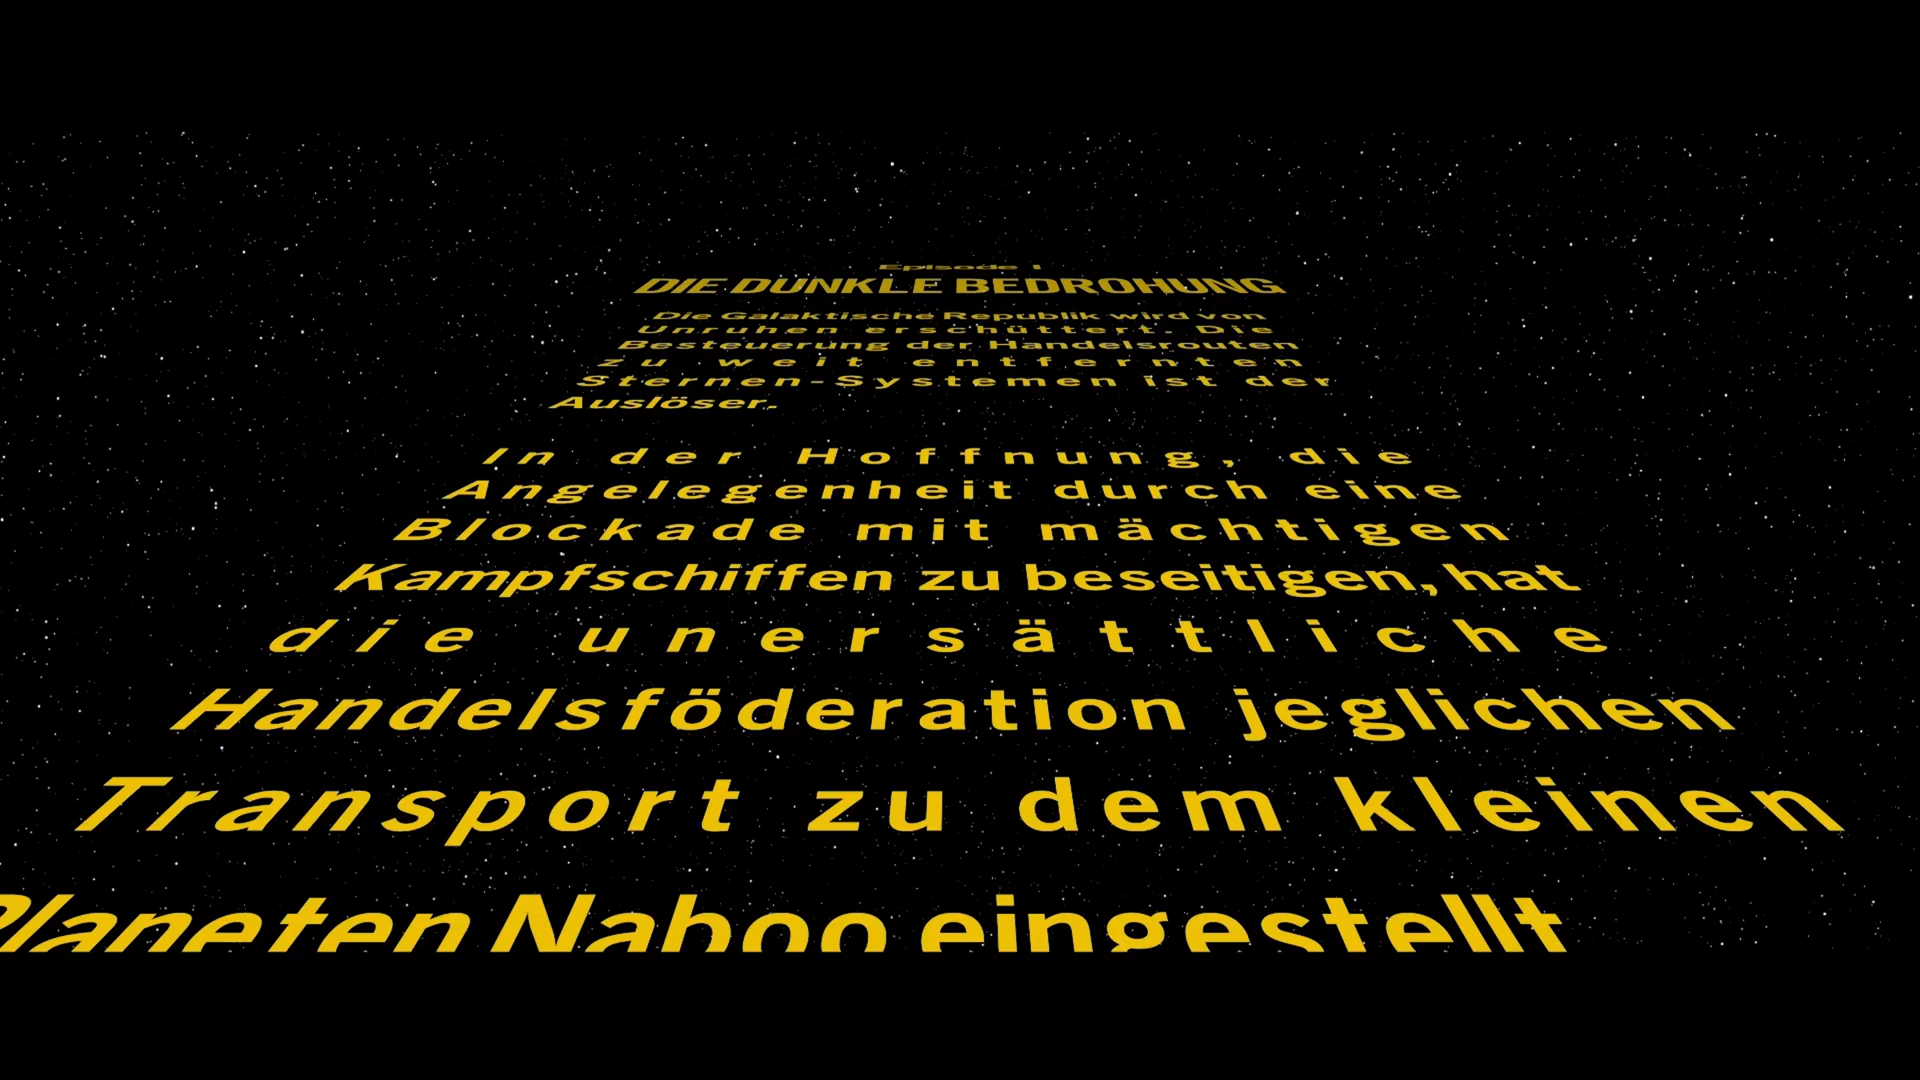 Episode I
DIE DUNKLE BEDROHUNG
Die Galaktische Republik wird von
Unruhen erschüttert. Die
Besteuerung der Handelsrouten
zu weit entfernten
Sternen-Systemen ist der
Auslöser.
In der Hoffnung, die
Angelegenheit durch eine
Blockade mit mächtigen
Kampfschiffen zu beseitigen, hat
die unersättliche
Handelsföderation jeglichen
Transport zu dem kleinen
Planeten Naboo eingestellt